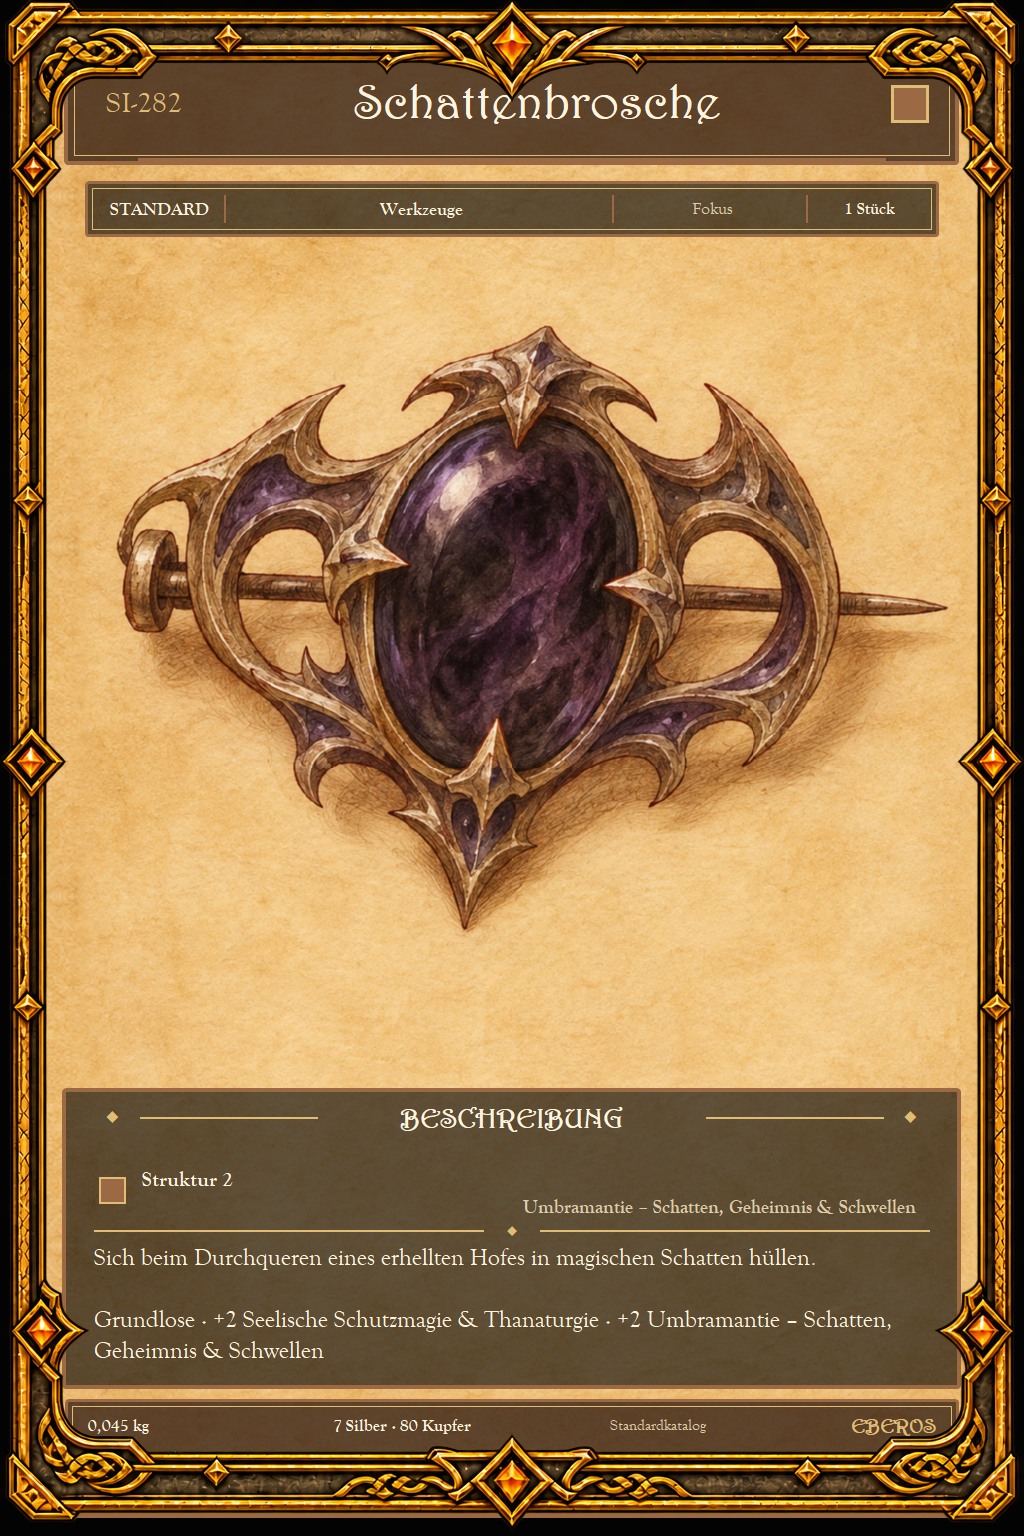 SI-282
Schattenbrosche
STANDARD
Werkzeuge
Fokus
1 Stück
BESCHREIBUNG
Struktur 2
Umbramantie – Schatten, Geheimnis & Schwellen
Sich beim Durchqueren eines erhellten Hofes in magischen Schatten hüllen.
Grundlose · +2 Seelische Schutzmagie & Thanaturgie · +2 Umbramantie – Schatten,
Geheimnis & Schwellen
0,045 kg
7 Silber · 80 Kupfer
Standardkatalog
EBEROS